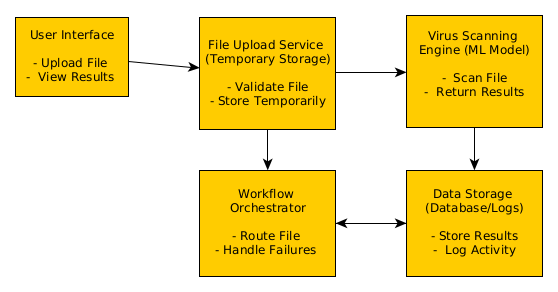 User Interface
- Upload File
- View Results
File Upload Service
(Temporary Storage)
- Validate File
- Store Temporarily
Virus Scanning
Engine (ML Model)
- Scan File
- Return Results
Workflow
Orchestrator
- Route File
- Handle Failures
Data Storage
(Database/Logs)
- Store Results
- Log Activity